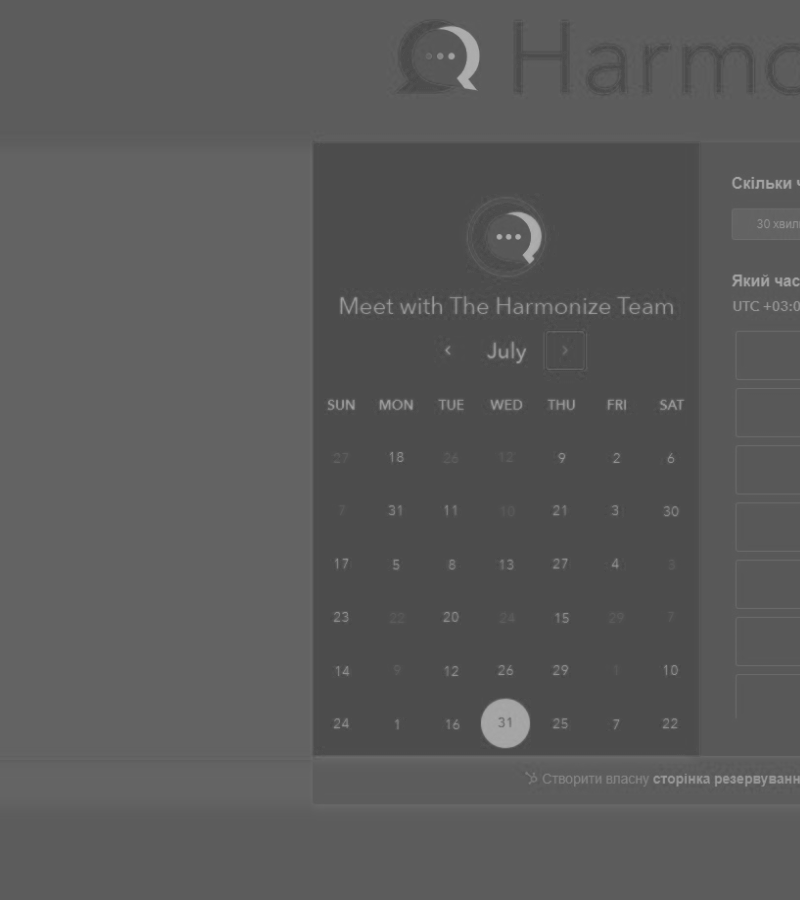 Harmo
Meet with The Harmonize Team
‹ July ›
SUN MON TUE WED THU FRI SAT
27 18 26 12 9 2 6
7 31 11 10 21 3 30
17 5 8 13 27 4 3
23 22 20 24 15 29 7
14 9 12 26 29 1 10
24 1 16 31 25 7 22
Скільки ч
30 хвил
Який час
UTC +03:0
Створити власну сторінка резервуванн